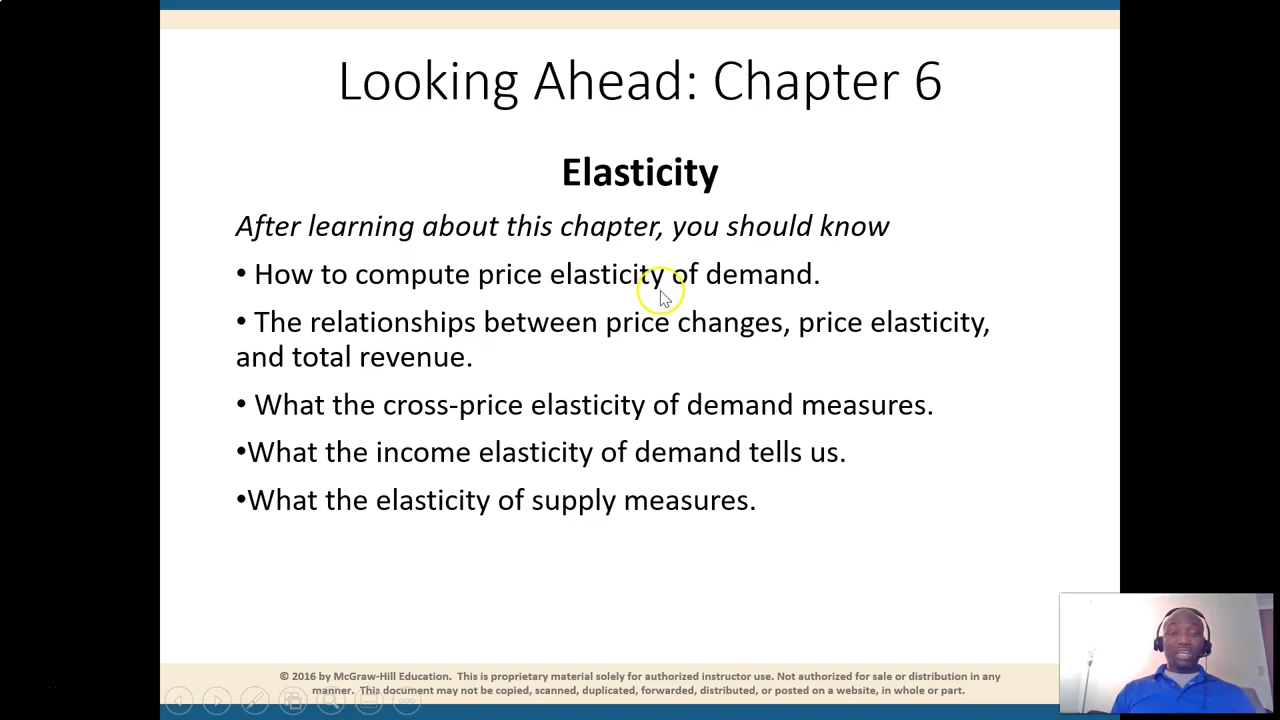 Looking Ahead: Chapter 6
Elasticity
After learning about this chapter, you should know
• How to compute price elasticity of demand.
• The relationships between price changes, price elasticity,
and total revenue.
• What the cross-price elasticity of demand measures.
•What the income elasticity of demand tells us.
•What the elasticity of supply measures.
© 2016 by McGraw-Hill Education. This is proprietary material solely for authorized instructor use. Not authorized for sale or distribution in any
manner. This document may not be copied, scanned, duplicated, forwarded, distributed, or posted on a website, in whole or part.